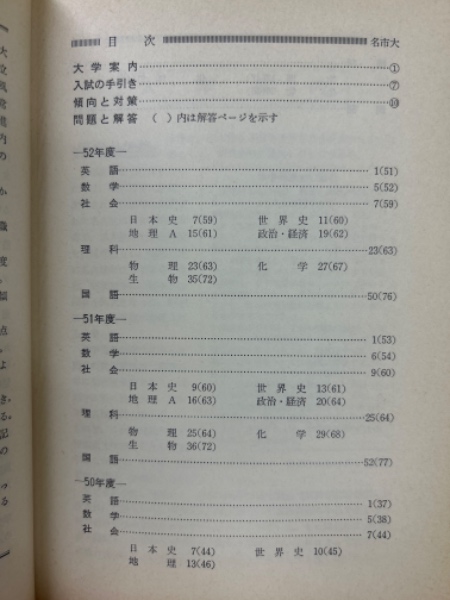 目 次 名市大
大学案内 ①
入試の手引き ⑦
傾向と対策 ⑩
問題と解答 ( )内は解答ページを示す
—52年度—
英語 1(51)
数学 5(52)
社会 7(59)
日本史 7(59) 世界史 11(60)
地理A 15(61) 政治・経済 19(62)
理科 23(63)
物理 23(63) 化学 27(67)
生物 35(72)
国語 50(76)
—51年度—
英語 1(53)
数学 6(54)
社会 9(60)
日本史 9(60) 世界史 13(61)
地理A 16(63) 政治・経済 20(64)
理科 25(64)
物理 25(64) 化学 29(68)
生物 36(72)
国語 52(77)
—50年度—
英語 1(37)
数学 5(38)
社会 7(44)
日本史 7(44) 世界史 10(45)
地理 13(46)